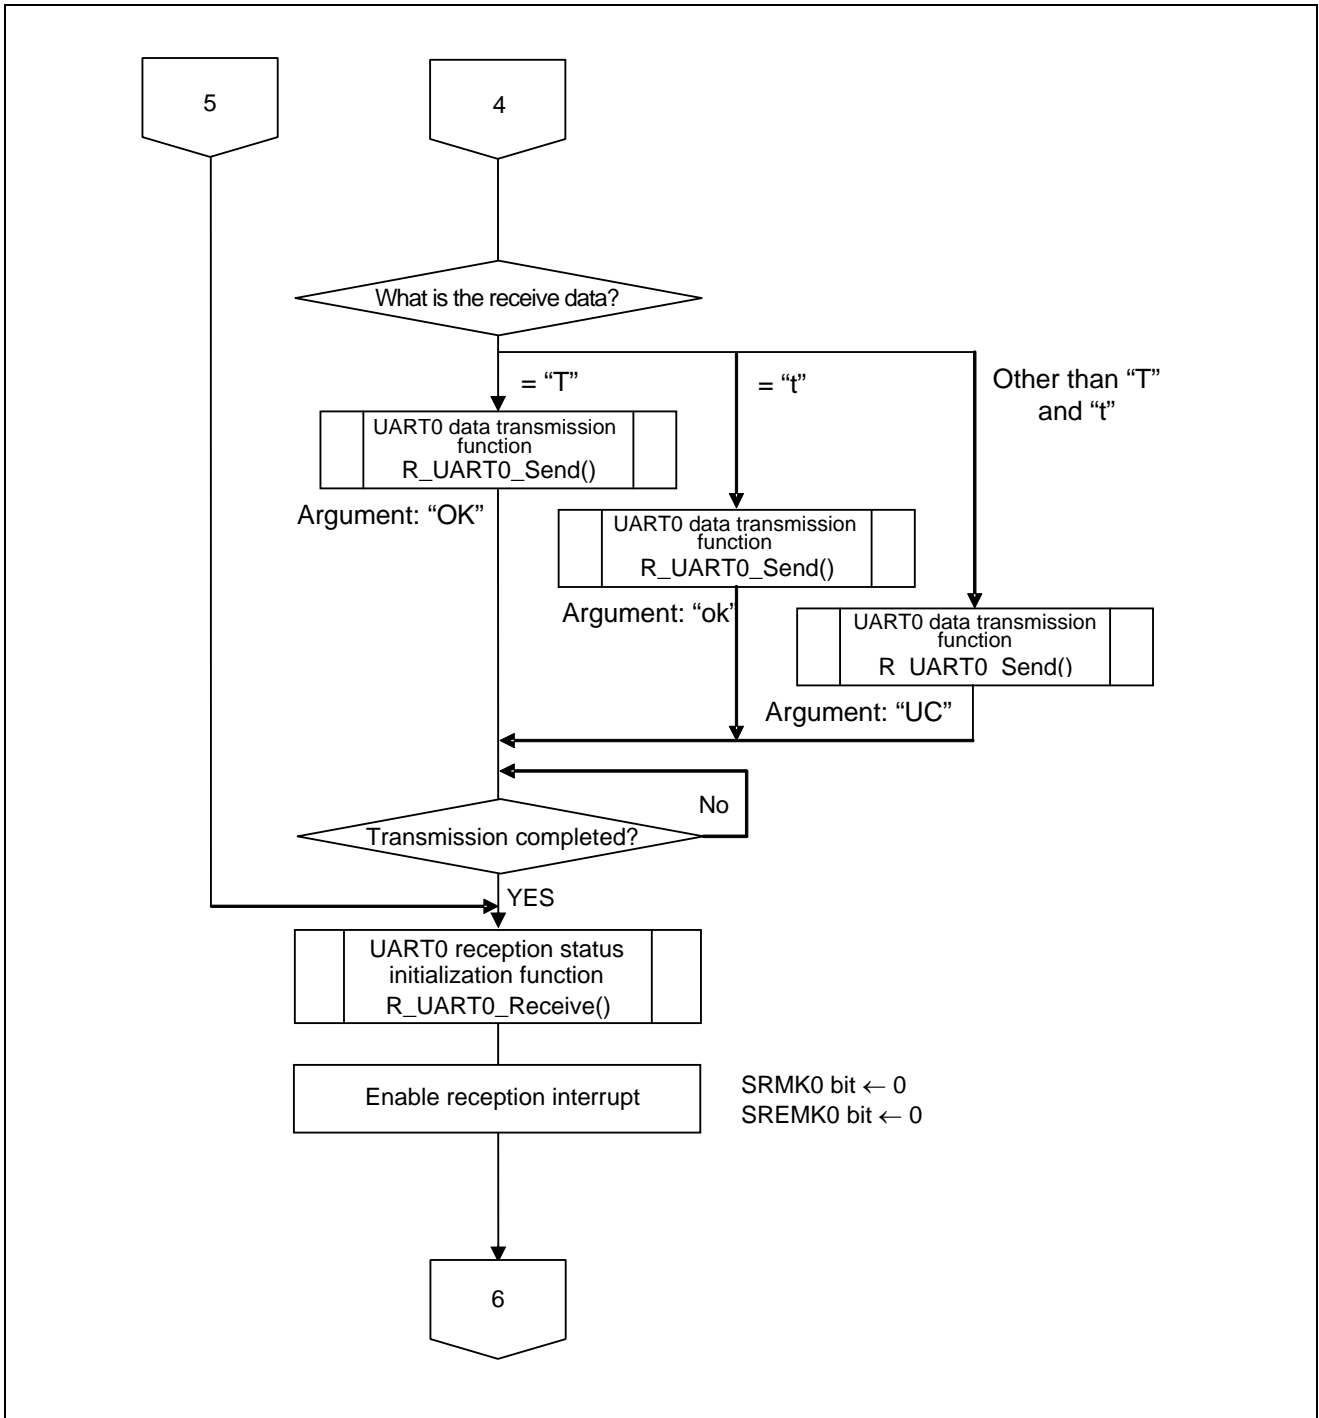 5
4
What is the receive data?
= “T”
= “t”
Other than “T”
and “t”
UART0 data transmission
function
R_UART0_Send()
Argument: “OK”
UART0 data transmission
function
R_UART0_Send()
Argument: “ok”
UART0 data transmission
function
R_UART0_Send()
Argument: “UC”
No
Transmission completed?
YES
UART0 reception status
initialization function
R_UART0_Receive()
Enable reception interrupt
SRMK0 bit ← 0
SREMK0 bit ← 0
6